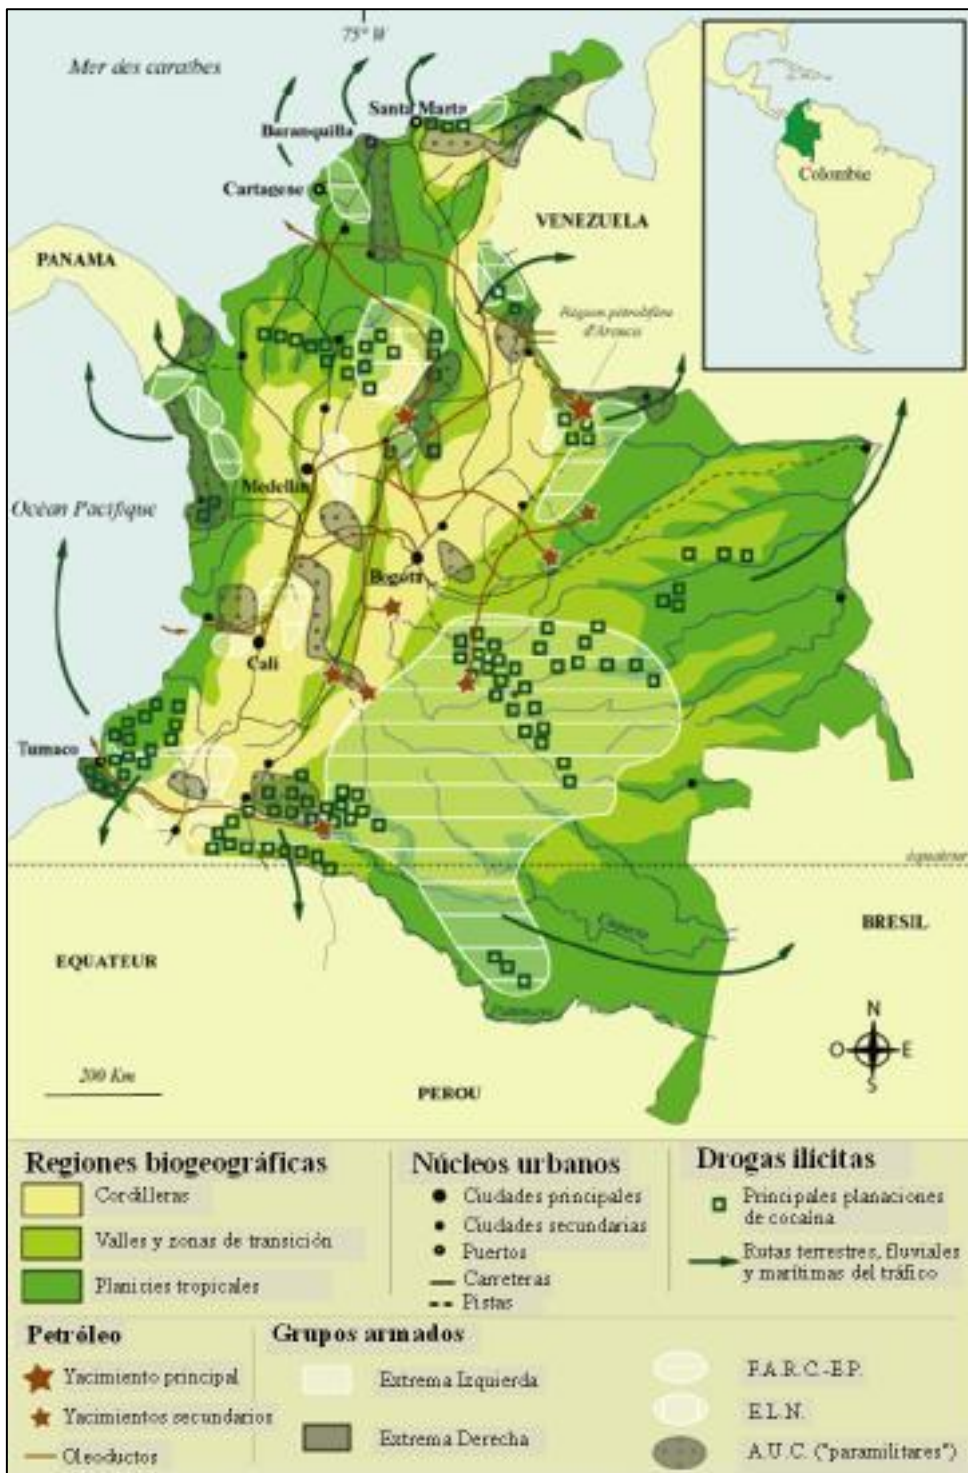 75° W
Mer des caraïbes
Santa Marta
Baranquilla
Cartagene
Colombie
VENEZUELA
PANAMA
Region pétrolifère
d'Arauca
Medellin
Océan Pacifique
Bogota
Cali
Tumaco
équateur
Caqueta
BRESIL
EQUATEUR
N
O
E
S
200 Km
PEROU
Regiones biogeográficas
Cordilleras
Valles y zonas de transición
Planicies tropicales
Núcleos urbanos
Ciudades principales
Ciudades secundarias
Puertos
Carreteras
Pistas
Drogas ilícitas
Principales planaciones
de cocaína
Rutas terrestres, fluviales
y marítimas del tráfico
Petróleo
Yacimiento principal
Yacimientos secundarios
Oleoductos
Grupos armados
Extrema Izquierda
Extrema Derecha
F.A.R.C.-E.P.
E.L.N.
A.U.C. ("paramilitares")